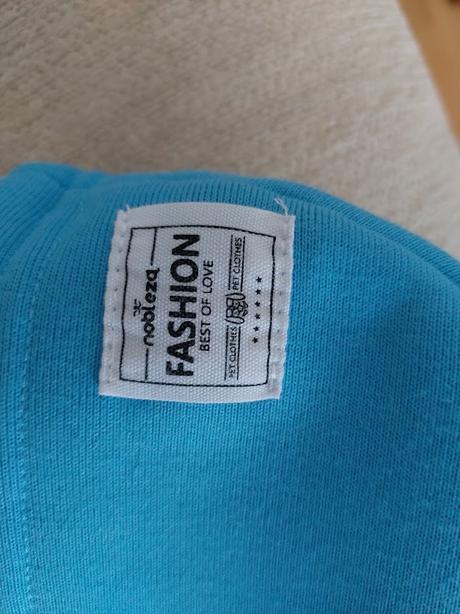 nobleza
FASHION
BEST OF LOVE
PET CLOTHES PET CLOTHES